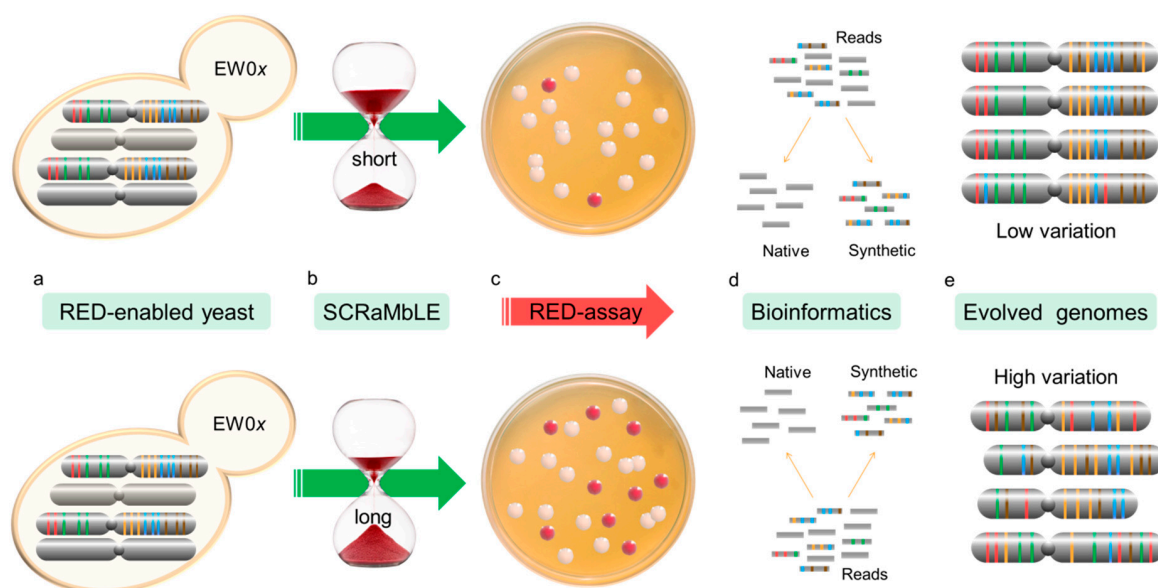 EW0x
short
Reads
Native
Synthetic
Low variation
a
RED-enabled yeast
b
SCRaMbLE
c
RED-assay
d
Bioinformatics
e
Evolved genomes
EW0x
long
Native
Synthetic
Reads
High variation